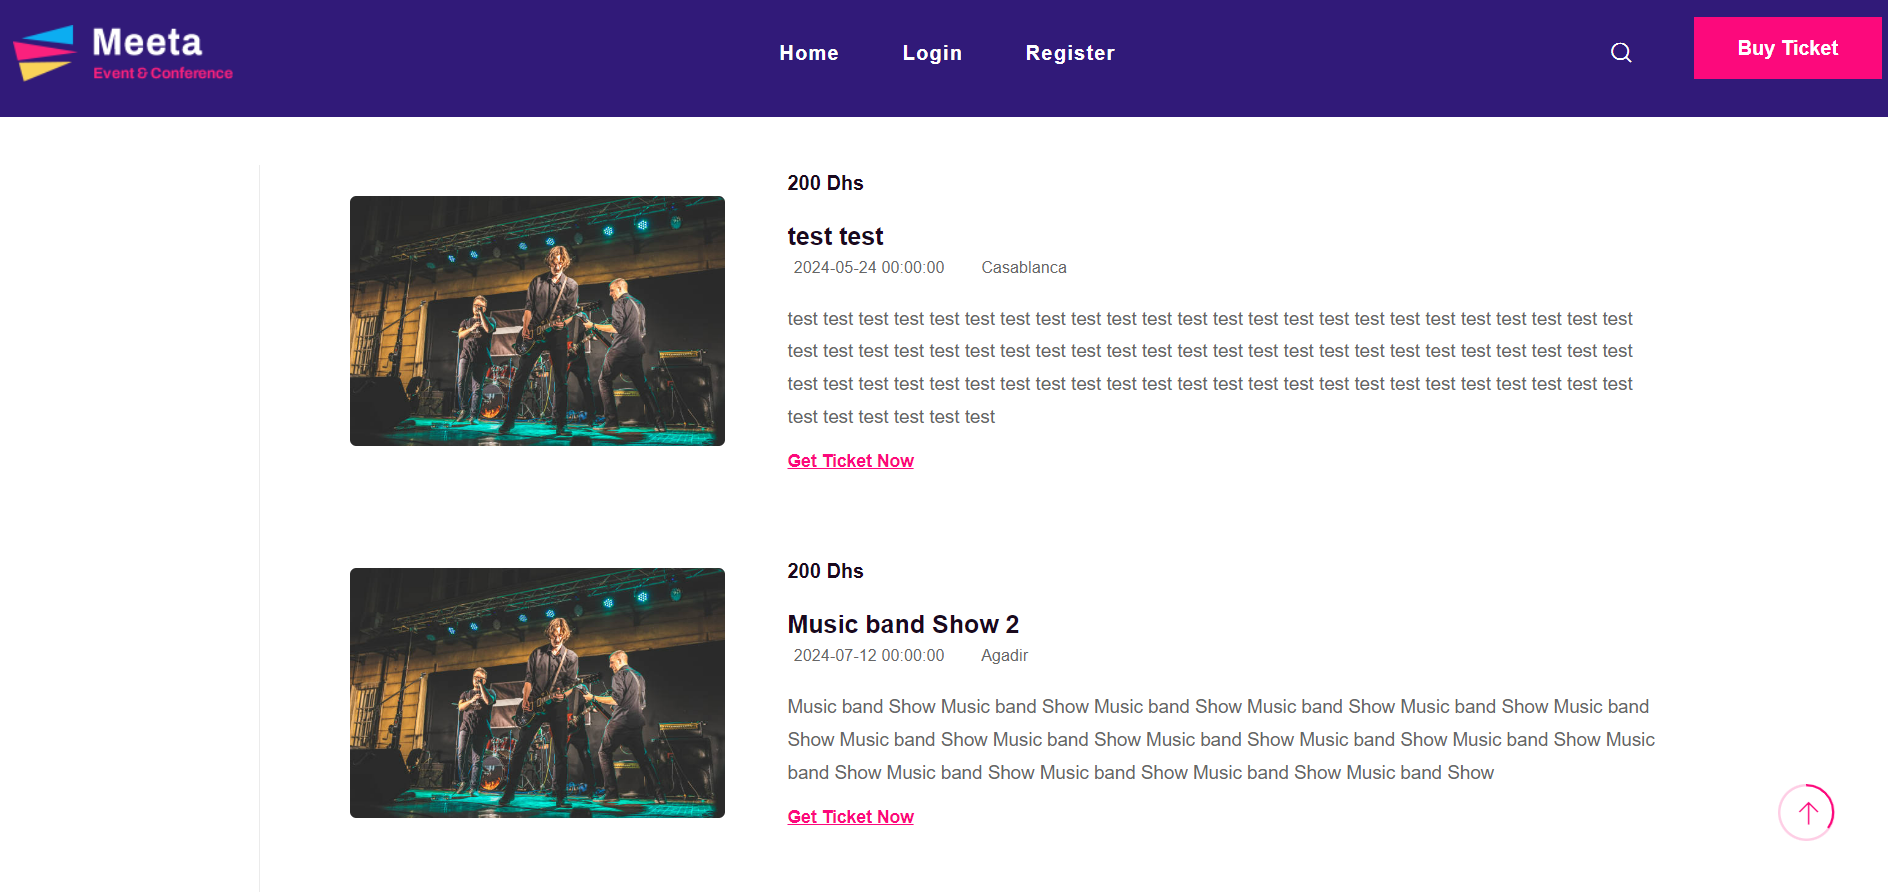 Meeta
Event & Conference
Home Login Register
Buy Ticket
200 Dhs
test test
2024-05-24 00:00:00 Casablanca
test test test test test test test test test test test test test test test test test test test test test test test test
test test test test test test test test test test test test test test test test test test test test test test test test
test test test test test test test test test test test test test test test test test test test test test test test test
test test test test test test
Get Ticket Now
200 Dhs
Music band Show 2
2024-07-12 00:00:00 Agadir
Music band Show Music band Show Music band Show Music band Show Music band Show Music band
Show Music band Show Music band Show Music band Show Music band Show Music band Show Music
band Show Music band Show Music band Show Music band Show Music band Show
Get Ticket Now